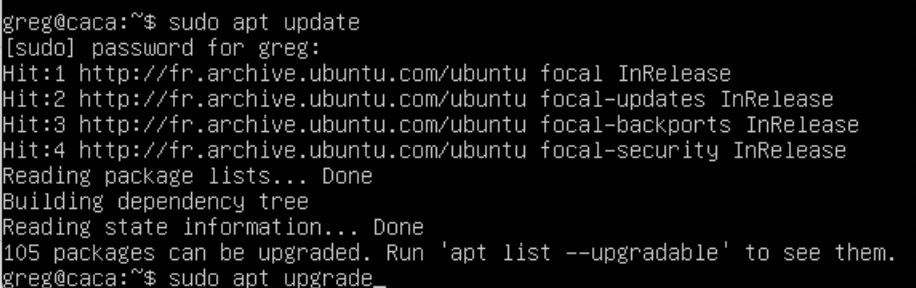 greg@caca:~$ sudo apt update
[sudo] password for greg:
Hit:1 http://fr.archive.ubuntu.com/ubuntu focal InRelease
Hit:2 http://fr.archive.ubuntu.com/ubuntu focal-updates InRelease
Hit:3 http://fr.archive.ubuntu.com/ubuntu focal-backports InRelease
Hit:4 http://fr.archive.ubuntu.com/ubuntu focal-security InRelease
Reading package lists... Done
Building dependency tree
Reading state information... Done
105 packages can be upgraded. Run 'apt list --upgradable' to see them.
greg@caca:~$ sudo apt upgrade_